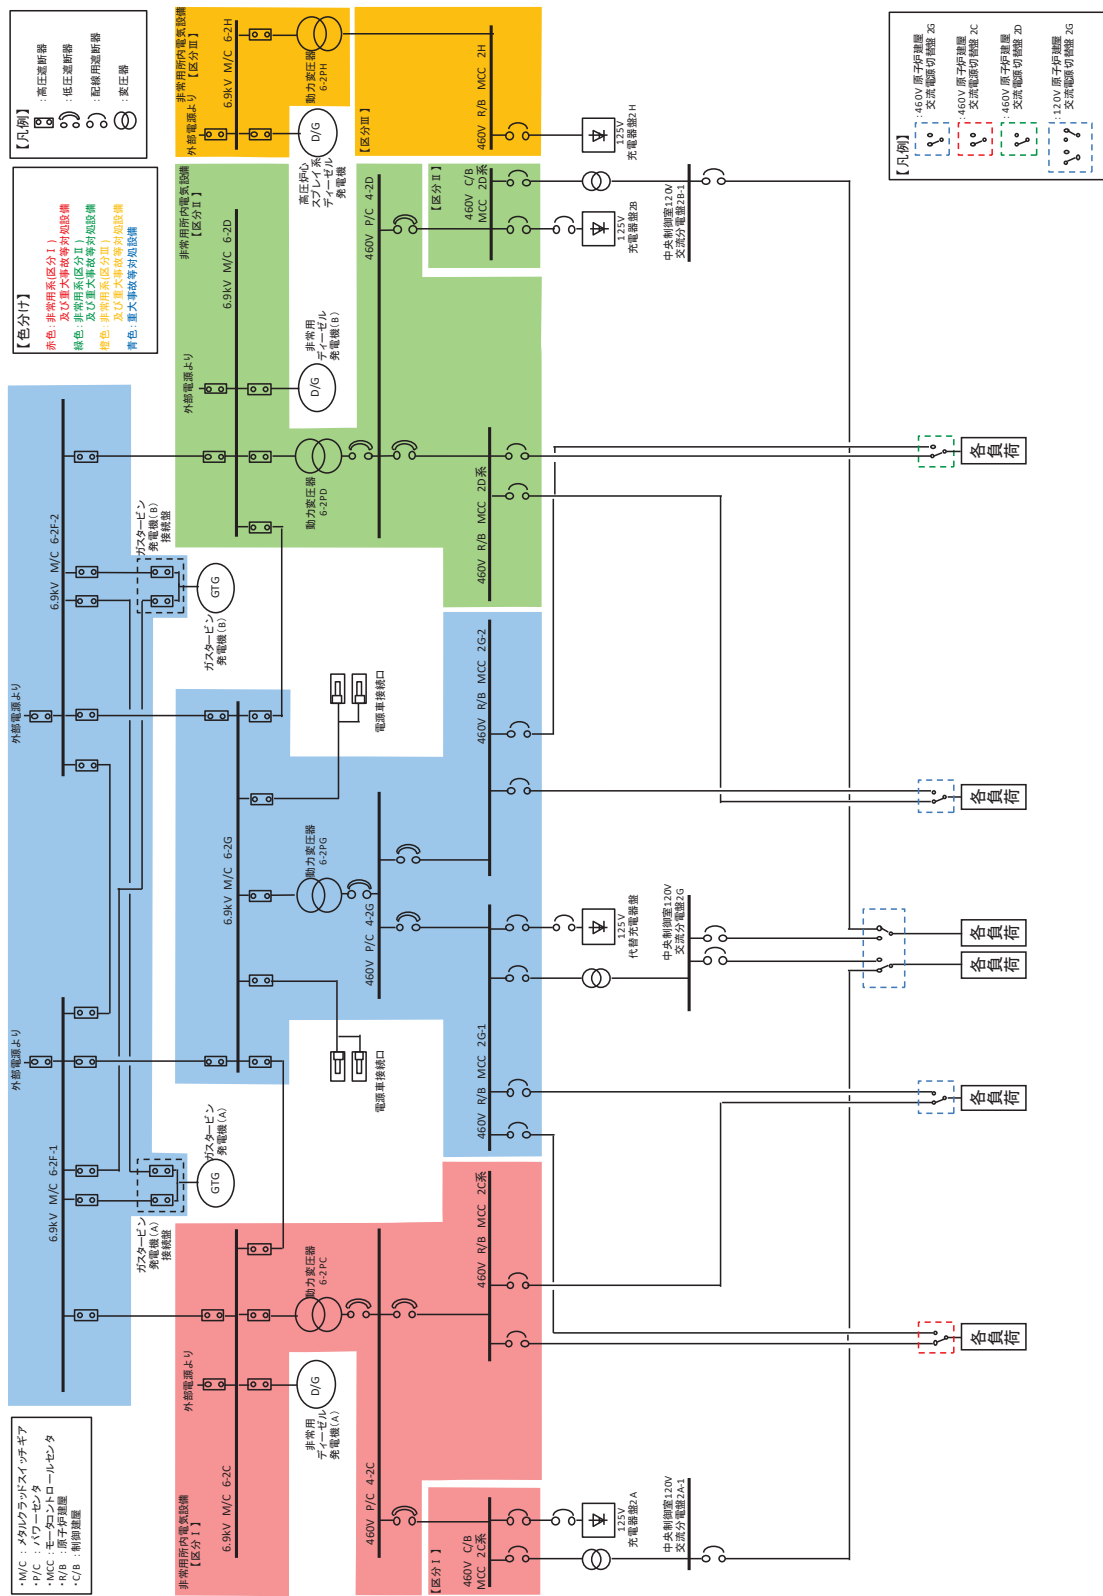 ・M/C ：メタルクラッドスイッチギア
・P/C ：パワーセンタ
・MCC ：モータコントロールセンタ
・R/B ：原子炉建屋
・C/B ：制御建屋
【色分け】
赤色：非常用系(区分Ⅰ)
及び重大事故等対処設備
緑色：非常用系(区分Ⅱ)
及び重大事故等対処設備
橙色：非常用系(区分Ⅲ)
及び重大事故等対処設備
青色：重大事故等対処設備
【凡例】
：高圧遮断器
：低圧遮断器
：配線用遮断器
：変圧器
外部電源より
外部電源より
6.9kV M/C 6-2F-1
6.9kV M/C 6-2F-2
ガスタービン
発電機(A)
接続盤
GTG
ガスタービン
発電機(A)
ガスタービン
発電機(B)
接続盤
GTG
ガスタービン
発電機(B)
非常用所内電気設備
【区分Ⅰ】
外部電源より
6.9kV M/C 6-2C
D/G
非常用
ディーゼル
発電機(A)
動力変圧器
6-2PC
460V P/C 4-2C
6.9kV M/C 6-2G
電源車接続口
動力変圧器
6-2PG
電源車接続口
460V P/C 4-2G
非常用所内電気設備
【区分Ⅱ】
外部電源より
6.9kV M/C 6-2D
動力変圧器
6-2PD
D/G
非常用
ディーゼル
発電機(B)
460V P/C 4-2D
非常用所内電気設備
【区分Ⅲ】
外部電源より
6.9kV M/C 6-2H
D/G
高圧炉心
スプレイ系
ディーゼル
発電機
動力変圧器
6-2PH
【区分Ⅰ】
460V C/B
MCC 2C系
460V R/B MCC 2C系
460V R/B MCC 2G-1
460V R/B MCC 2G-2
460V R/B MCC 2D系
【区分Ⅱ】
460V C/B
MCC 2D系
【区分Ⅲ】
460V R/B MCC 2H
125V
充電器盤2A
125V
代替充電器盤
125V
充電器盤2B
125V
充電器盤2H
中央制御室120V
交流分電盤2A-1
中央制御室120V
交流分電盤2G
中央制御室120V
交流分電盤2B-1
各負荷
各負荷
各負荷
各負荷
各負荷
各負荷
【凡例】
：460V 原子炉建屋
交流電源切替盤 2G
：460V 原子炉建屋
交流電源切替盤 2C
：460V 原子炉建屋
交流電源切替盤 2D
：120V 原子炉建屋
交流電源切替盤 2G